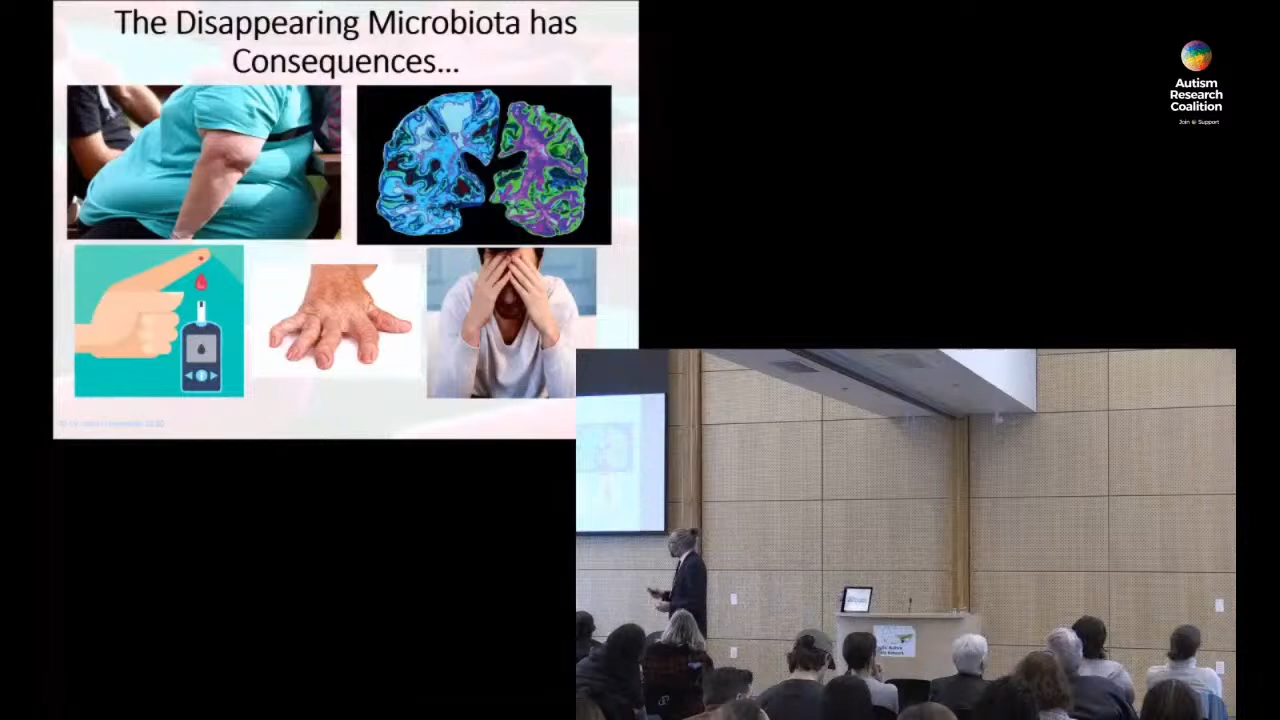 The Disappearing Microbiota has
Consequences...
Autism
Research
Coalition
Join & Support